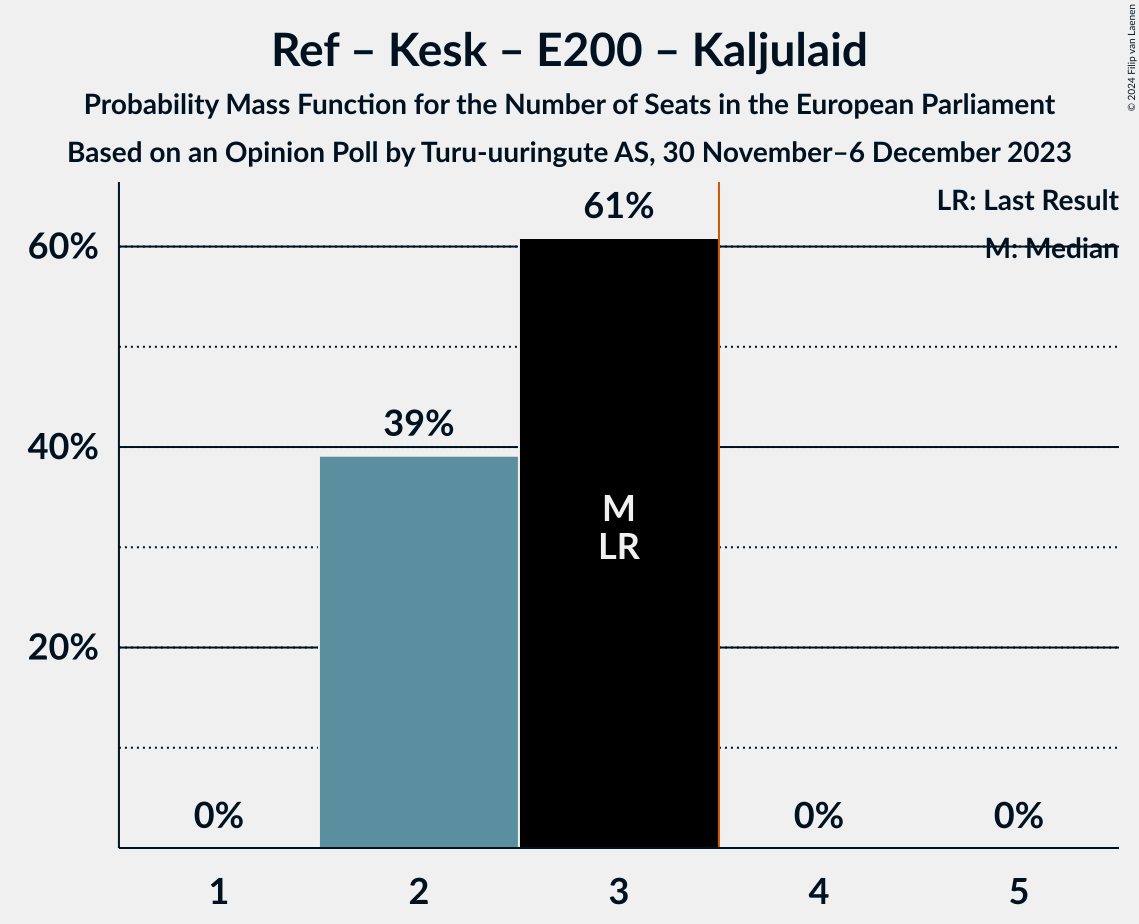 Ref – Kesk – E200 – Kaljulaid
Probability Mass Function for the Number of Seats in the European Parliament
Based on an Opinion Poll by Turu-uuringute AS, 30 November–6 December 2023
© 2024 Filip van Laenen
LR: Last Result
M: Median
60%
40%
20%
0%
39%
61%
M
LR
0%
0%
1
2
3
4
5